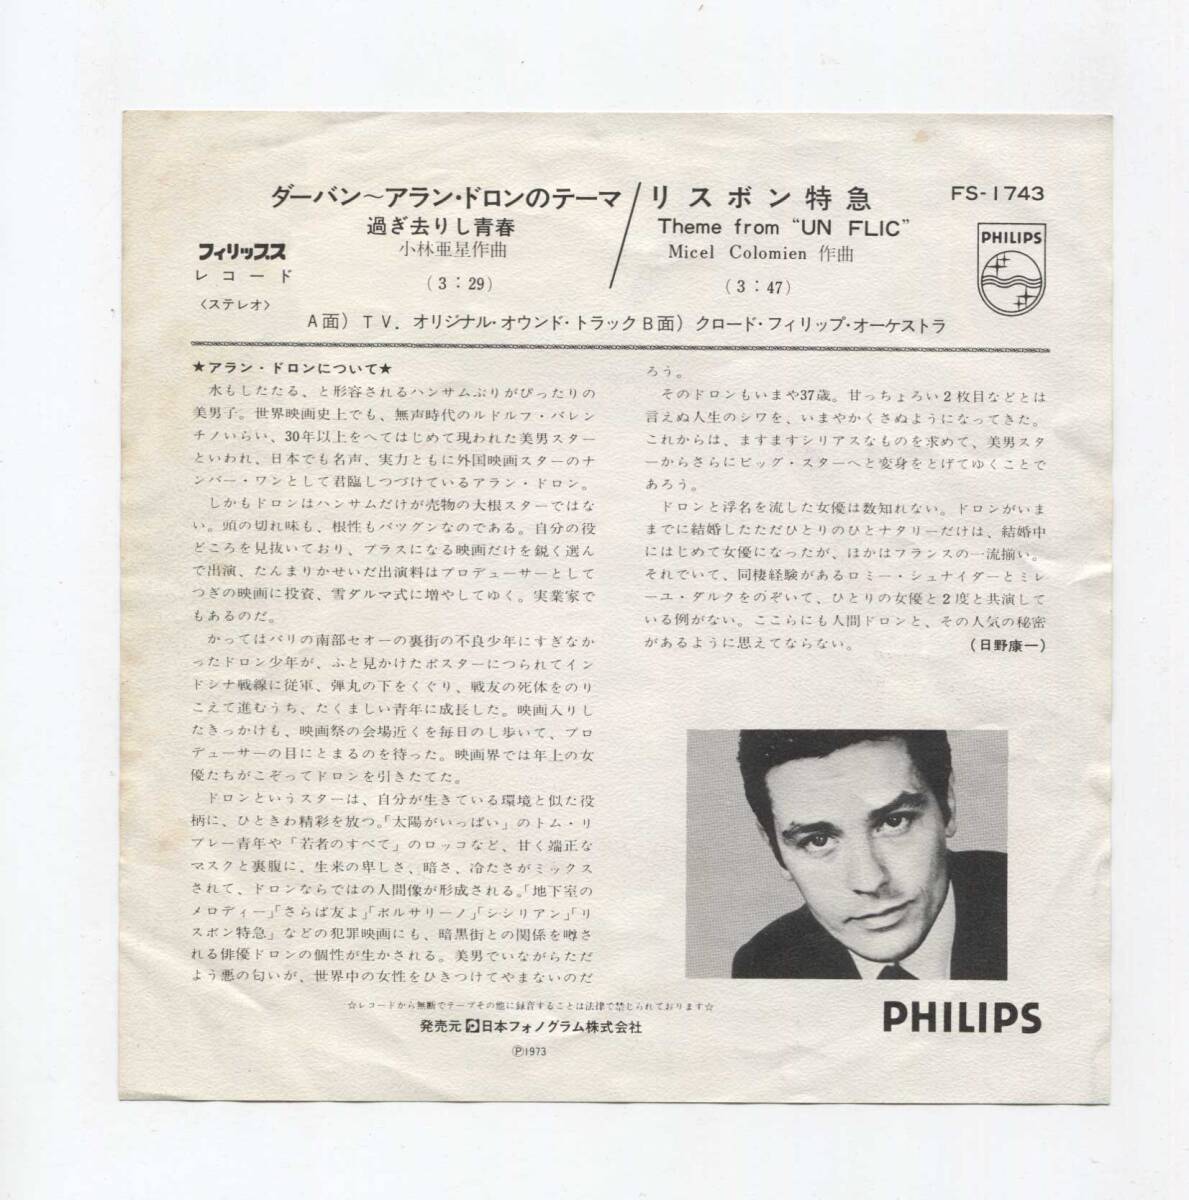 ダーバン〜アラン・ドロンのテーマ
過ぎ去りし青春
小林亜星作曲
(3:29)
リスボン特急
Theme from “UN FLIC”
Micel Colomien 作曲
(3:47)
FS-1743
PHILIPS
フィリップス
レコード
〈ステレオ〉
A面) TV. オリジナル・オウンド・トラック B面) クロード・フィリップ・オーケストラ
★アラン・ドロンについて★
水もしたたる、と形容されるハンサムぶりがぴったりの
美男子。世界映画史上でも、無声時代のルドルフ・バレン
チノいらい、30年以上をへてはじめて現われた美男スター
といわれ、日本でも名声、実力ともに外国映画スターのナ
ンバー・ワンとして君臨しつづけているアラン・ドロン。
しかもドロンはハンサムだけが売物の大根スターではな
い。頭の切れ味も、根性もバツグンなのである。自分の役
どころを見抜いており、プラスになる映画だけを鋭く選ん
で出演、たんまりかせいだ出演料はプロデューサーとして
つぎの映画に投資、雪ダルマ式に増やしてゆく。実業家で
もあるのだ。
かってはパリの南部セオーの裏街の不良少年にすぎなか
ったドロン少年が、ふと見かけたポスターにつられてイン
ドシナ戦線に従軍、弾丸の下をくぐり、戦友の死体をのり
こえて進むうち、たくましい青年に成長した。映画入りし
たきっかけも、映画祭の会場近くを毎日のし歩いて、プロ
デューサーの目にとまるのを待った。映画界では年上の女
優たちがこぞってドロンを引きたてた。
ドロンというスターは、自分が生きている環境と似た役
柄に、ひときわ精彩を放つ。「太陽がいっぱい」のトム・リ
プレー青年や「若者のすべて」のロッコなど、甘く端正な
マスクと裏腹に、生来の卑しさ、暗さ、冷たさがミックス
されて、ドロンならではの人間像が形成される。「地下室の
メロディー」「さらば友よ」「ボルサリーノ」「シシリアン」「リ
スボン特急」などの犯罪映画にも、暗黒街との関係を噂さ
れる俳優ドロンの個性が生かされる。美男でいながらただ
よう悪の匂いが、世界中の女性をひきつけてやまないのだ
ろう。
そのドロンもいまや37歳。甘っちょろい2枚目などとは
言えぬ人生のシワを、いまやかくさぬようになってきた。
これからは、ますますシリアスなものを求めて、美男スタ
ーからさらにビッグ・スターへと変身をとげてゆくことで
あろう。
ドロンと浮名を流した女優は数知れない。ドロンがいま
までに結婚したただひとりのひとナタリーだけは、結婚中
にはじめて女優になったが、ほかはフランスの一流揃い。
それでいて、同棲経験があるロミー・シュナイダーとミレ
ーユ・ダルクをのぞいて、ひとりの女優と2度と共演して
いる例がない。ここらにも人間ドロンと、その人気の秘密
があるように思えてならない。
(日野康一)
PHILIPS
☆レコードから無断でテープその他に録音することは法律で禁じられております☆
発売元 日本フォノグラム株式会社
Ⓟ1973